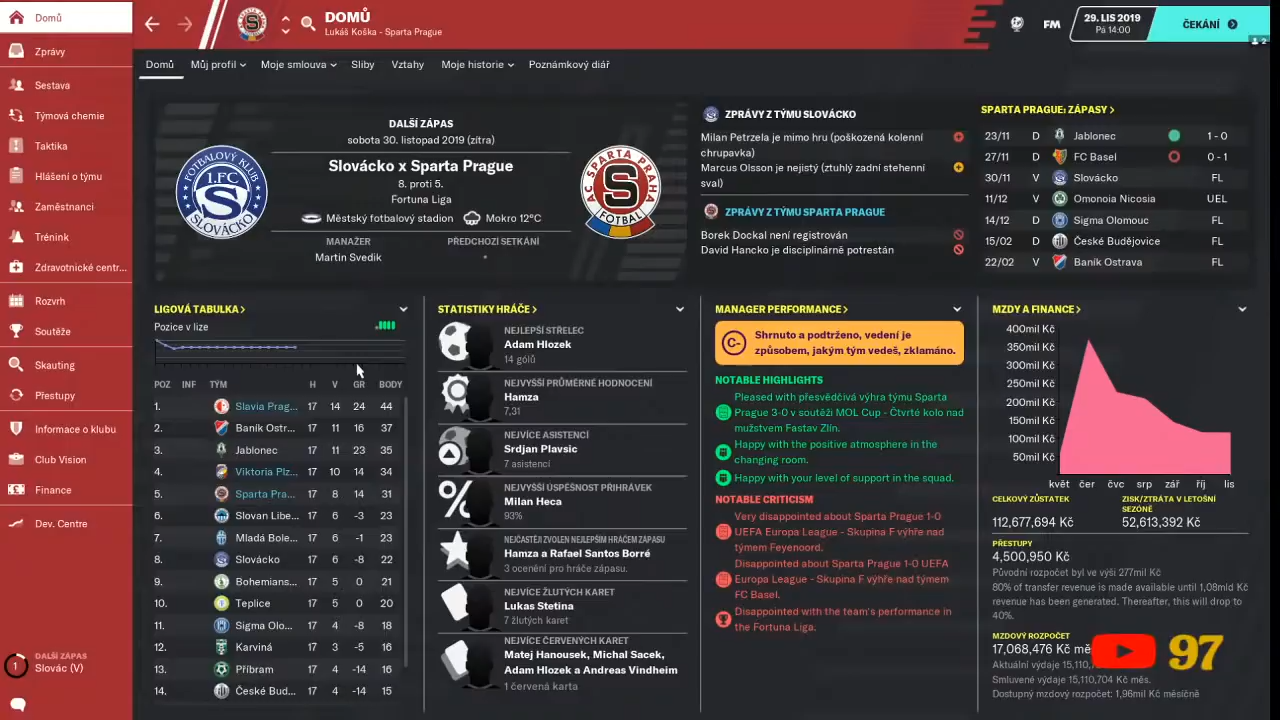 Domů
Zprávy
Sestava
Týmová chemie
Taktika
Hlášení o týmu
Zaměstnanci
Trénink
Zdravotnické centr...
Rozvrh
Soutěže
Skauting
Přestupy
Informace o klubu
Club Vision
Finance
Dev. Centre
1
DALŠÍ ZÁPAS
Slovác (V)
DOMŮ
Lukáš Koška - Sparta Prague
FM
29. LIS 2019
Pá 14:00
ČEKÁNÍ
2
Domů Můj profil Moje smlouva Sliby Vztahy Moje historie Poznámkový diář
DALŠÍ ZÁPAS
sobota 30. listopad 2019 (zítra)
Slovácko x Sparta Prague
8. proti 5.
Fortuna Liga
Městský fotbalový stadion Mokro 12°C
MANAŽER PŘEDCHOZÍ SETKÁNÍ
Martin Svedik
FOTBALOVÝ KLUB
1.FC
S
SLOVÁCKO
AC SPARTA PRAHA
S
FOTBAL
ZPRÁVY Z TÝMU SLOVÁCKO
Milan Petrzela je mimo hru (poškozená kolenní
chrupavka)
Marcus Olsson je nejistý (ztuhlý zadní stehenní
sval)
ZPRÁVY Z TÝMU SPARTA PRAGUE
Borek Dockal není registrován
David Hancko je disciplinárně potrestán
SPARTA PRAGUE: ZÁPASY >
23/11 D Jablonec 1 - 0
27/11 D FC Basel 0 - 1
30/11 V Slovácko FL
11/12 V Omonoia Nicosia UEL
14/12 D Sigma Olomouc FL
15/02 D České Budějovice FL
22/02 V Baník Ostrava FL
LIGOVÁ TABULKA >
Pozice v lize
POZ INF TÝM H V GR BODY
1. Slavia Prag... 17 14 24 44
2. Baník Ostr... 17 11 16 37
3. Jablonec 17 11 23 35
4. Viktoria Plz... 17 10 14 34
5. Sparta Pra... 17 8 14 31
6. Slovan Libe... 17 6 -3 23
7. Mladá Bole... 17 6 -1 23
8. Slovácko 17 6 -8 22
9. Bohemians... 17 5 0 21
10. Teplice 17 5 0 20
11. Sigma Olo... 17 4 -8 18
12. Karviná 17 3 -5 16
13. Příbram 17 4 -14 16
14. České Bud... 17 4 -14 15
STATISTIKY HRÁČE >
NEJLEPŠÍ STŘELEC
Adam Hlozek
14 gólů
NEJVYŠŠÍ PRŮMĚRNÉ HODNOCENÍ
Hamza
7,31
NEJVÍCE ASISTENCÍ
Srdjan Plavsic
7 asistencí
NEJVYŠŠÍ ÚSPĚŠNOST PŘIHRÁVEK
Milan Heca
93%
NEJČASTĚJI ZVOLEN NEJLEPŠÍM HRÁČEM ZÁPASU
Hamza a Rafael Santos Borré
3 ocenění pro hráče zápasu.
NEJVÍCE ŽLUTÝCH KARET
Lukas Stetina
7 žlutých karet
NEJVÍCE ČERVENÝCH KARET
Matej Hanousek, Michal Sacek,
Adam Hlozek a Andreas Vindheim
1 červená karta
MANAGER PERFORMANCE >
C-
Shrnuto a podtrženo, vedení je
způsobem, jakým tým vedeš, zklamáno.
NOTABLE HIGHLIGHTS
Pleased with přesvědčivá výhra týmu Sparta
Prague 3-0 v soutěži MOL Cup - Čtvrté kolo nad
mužstvem Fastav Zlín.
Happy with the positive atmosphere in the
changing room.
Happy with your level of support in the squad.
NOTABLE CRITICISM
Very disappointed about Sparta Prague 1-0
UEFA Europa League - Skupina F výhře nad
týmem Feyenoord.
Disappointed about Sparta Prague 1-0 UEFA
Europa League - Skupina F výhře nad týmem
FC Basel.
Disappointed with the team's performance in
the Fortuna Liga.
MZDY A FINANCE >
400mil Kč
350mil Kč
300mil Kč
250mil Kč
200mil Kč
150mil Kč
100mil Kč
50mil Kč
květ čer čvc srp zář říj lis
CELKOVÝ ZŮSTATEK
112,677,694 Kč
ZISK/ZTRÁTA V LETOŠNÍ
SEZÓNĚ
52,613,392 Kč
PŘESTUPY
4,500,950 Kč
Původní rozpočet byl ve výši 277mil Kč
80% of transfer revenue is made available until 1,08mld Kč
revenue has been generated. Thereafter, this will drop to
40%.
MZDOVÝ ROZPOČET
17,068,476 Kč mě
Aktuální výdaje 15,110,7
Smluvené výdaje 15,110,704 Kč měs.
Dostupný mzdový rozpočet: 1,96mil Kč měsíčně
97